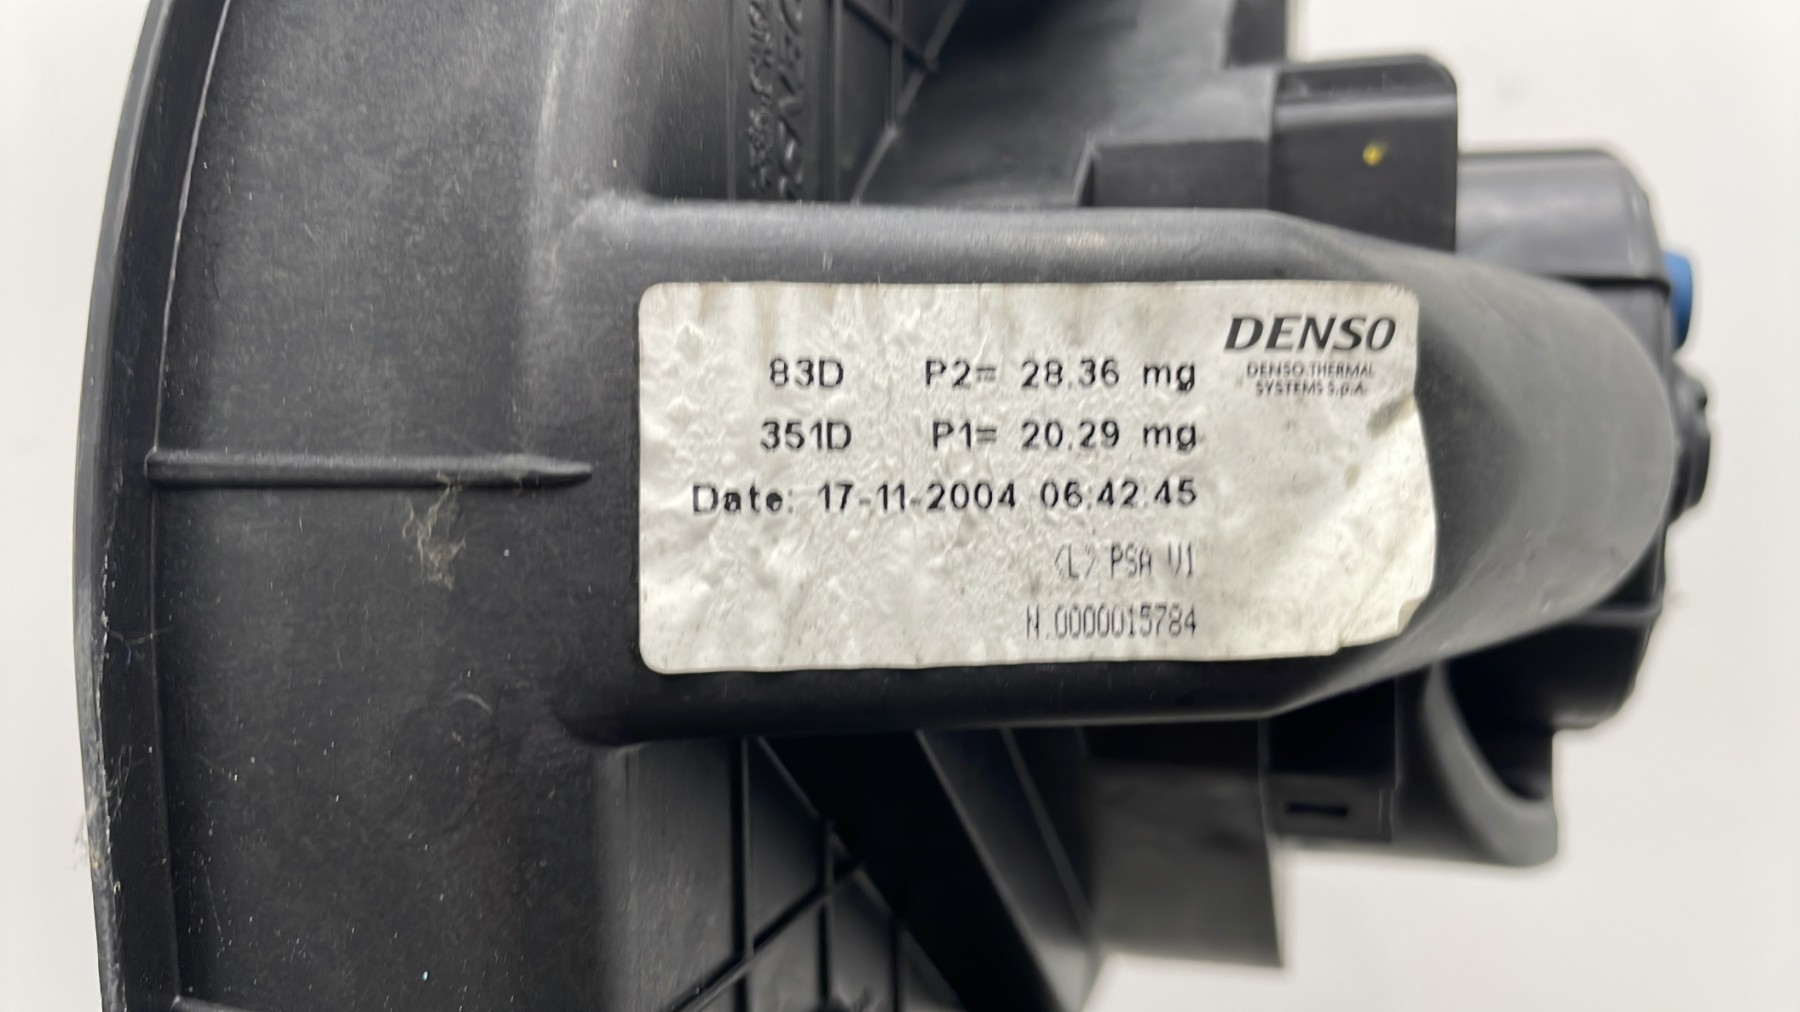 DENSO
DENSO THERMAL
SYSTEMS S.p.A.
83D P2= 28.36 mg
351D P1= 20.29 mg
Date: 17-11-2004 06:42:45
<L> PSA V1
N.0000015784